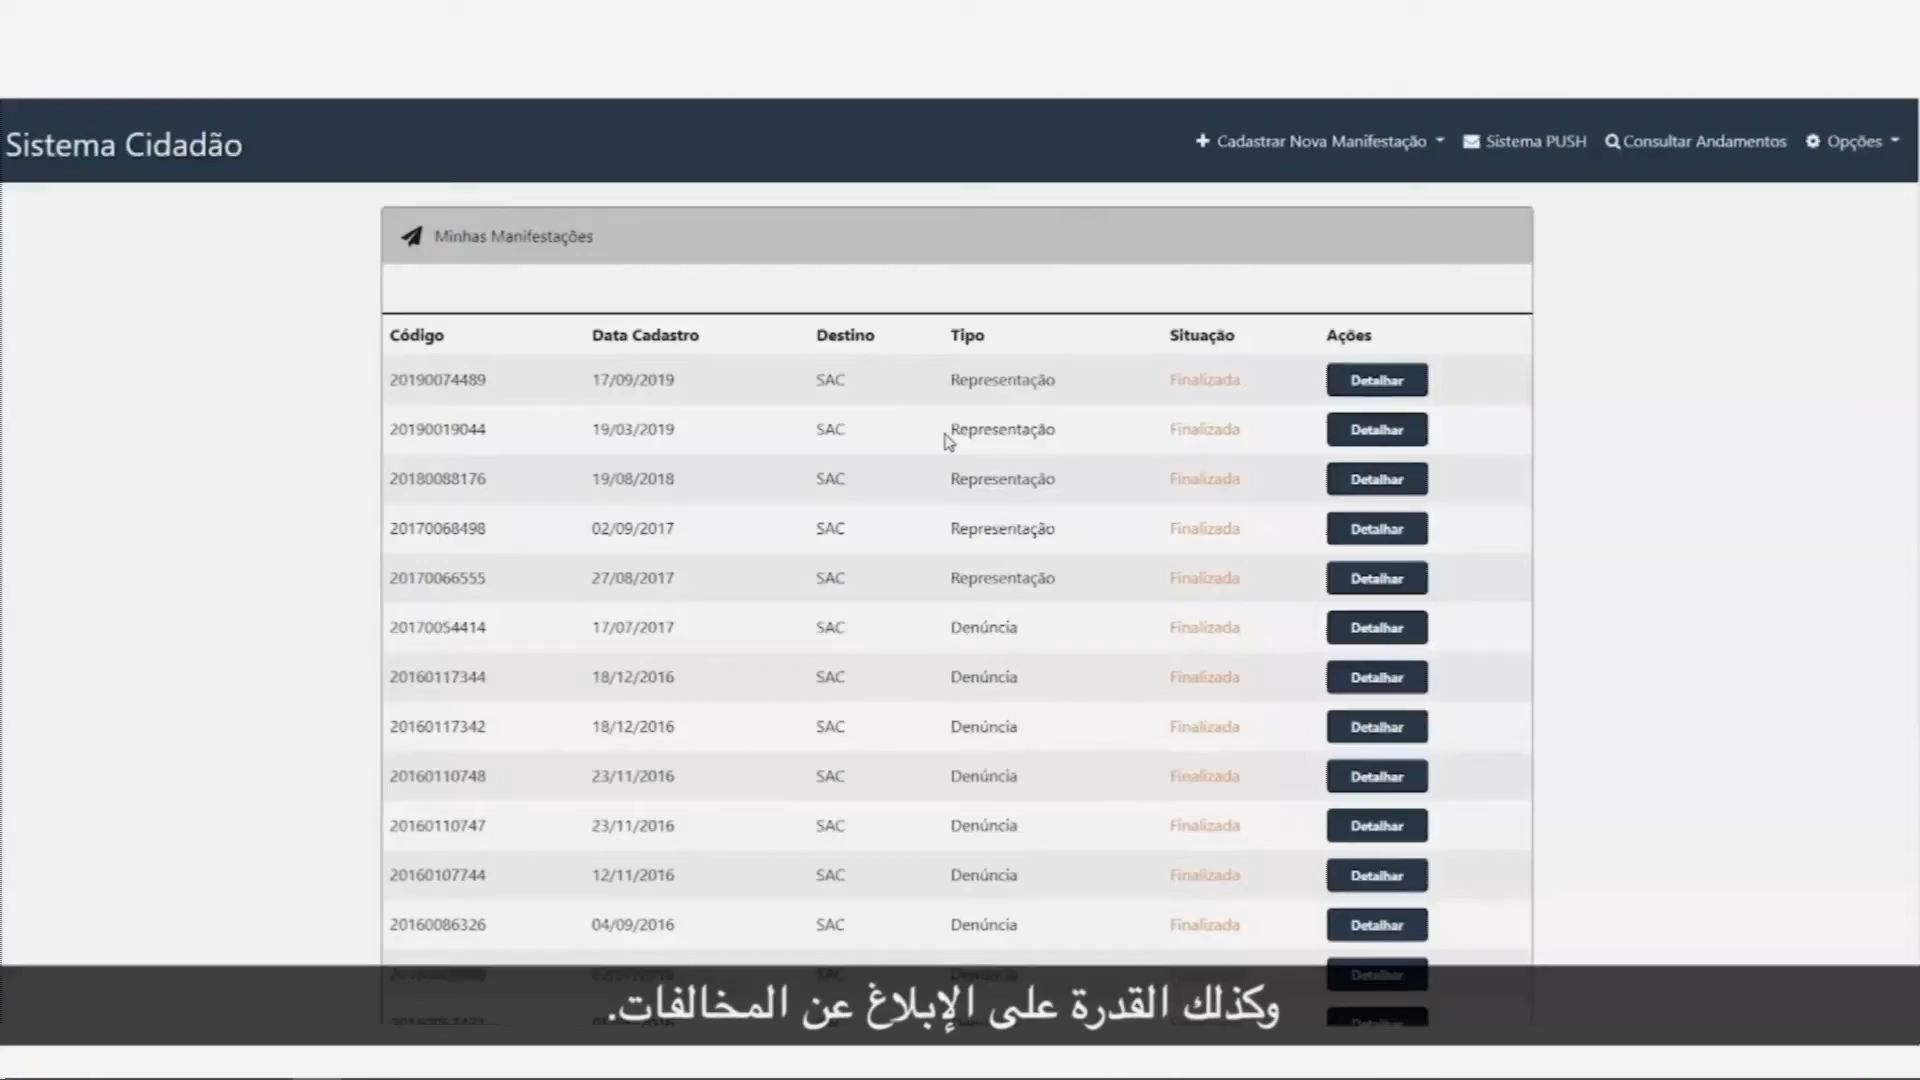 Sistema Cidadão
Cadastrar Nova Manifestação Sistema PUSH Consultar Andamentos Opções
Minhas Manifestações
Código Data Cadastro Destino Tipo Situação Ações
20190074489 17/09/2019 SAC Representação Finalizada Detalhar
20190019044 19/03/2019 SAC Representação Finalizada Detalhar
20180088176 19/08/2018 SAC Representação Finalizada Detalhar
20170068498 02/09/2017 SAC Representação Finalizada Detalhar
20170066555 27/08/2017 SAC Representação Finalizada Detalhar
20170054414 17/07/2017 SAC Denúncia Finalizada Detalhar
20160117344 18/12/2016 SAC Denúncia Finalizada Detalhar
20160117342 18/12/2016 SAC Denúncia Finalizada Detalhar
20160110748 23/11/2016 SAC Denúncia Finalizada Detalhar
20160110747 23/11/2016 SAC Denúncia Finalizada Detalhar
20160107744 12/11/2016 SAC Denúncia Finalizada Detalhar
20160086326 04/09/2016 SAC Denúncia Finalizada Detalhar
Detalhar
وكذلك القدرة على الإبلاغ عن المخالفات.